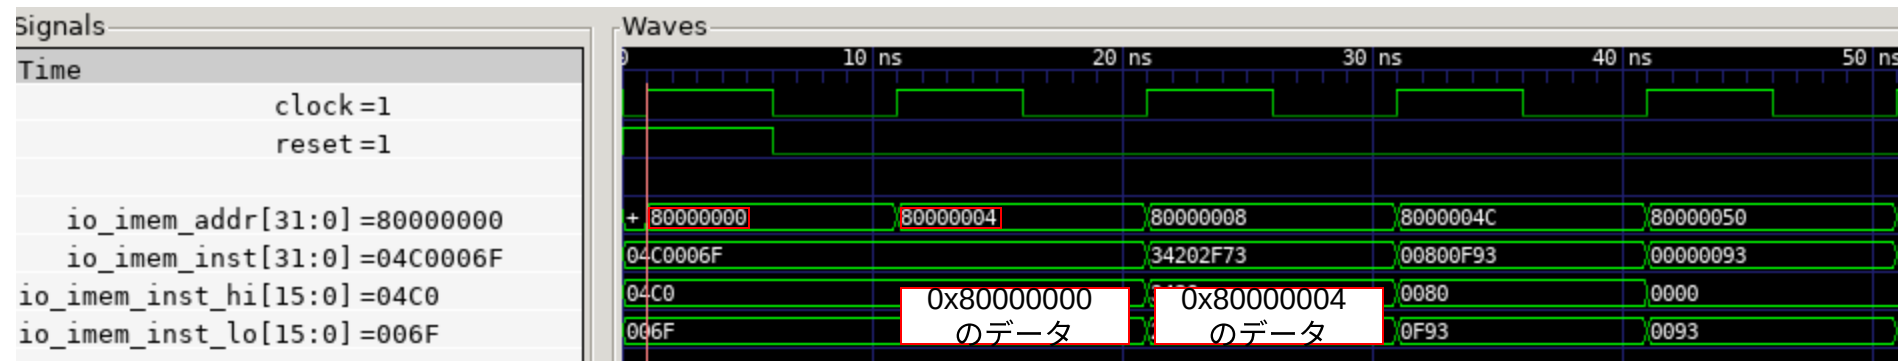 Signals Waves
Time 0 10 ns 20 ns 30 ns 40 ns 50 ns
clock =1
reset =1
io_imem_addr[31:0] =80000000 + 80000000 80000004 80000008 8000004C 80000050
io_imem_inst[31:0] =04C0006F 04C0006F 34202F73 00800F93 00000093
io_imem_inst_hi[15:0] =04C0 04C0 0080 0000
io_imem_inst_lo[15:0] =006F 006F 0F93 0093
0x80000000
のデータ
0x80000004
のデータ